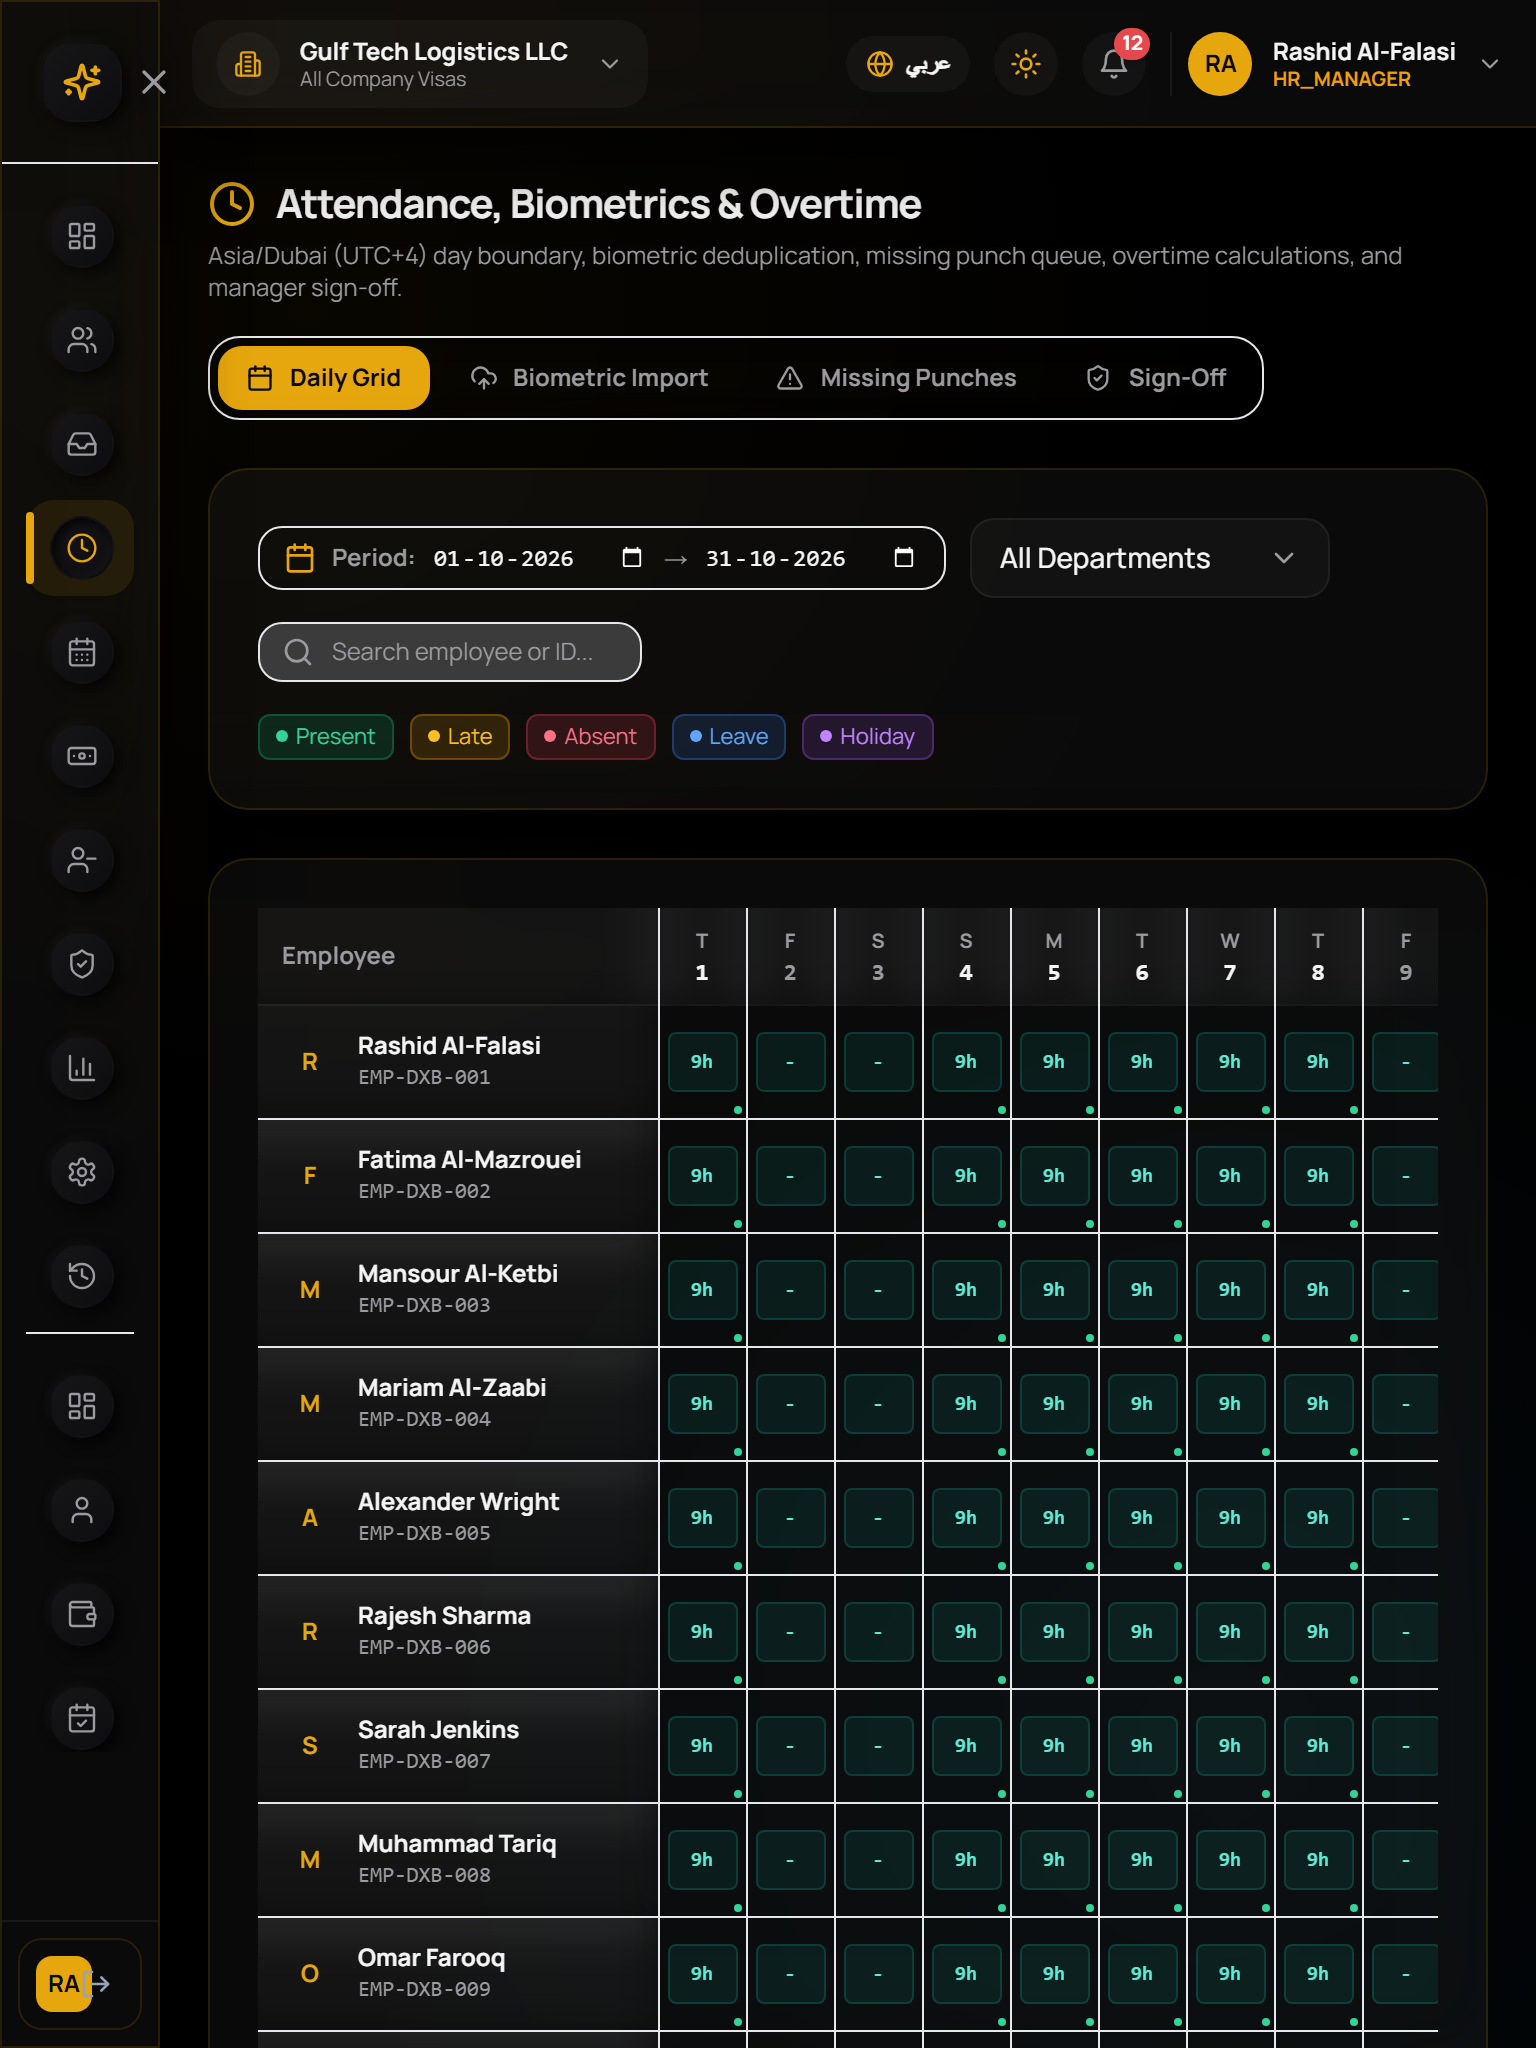 Gulf Tech Logistics LLC
All Company Visas
عربي
12
RA
Rashid Al-Falasi
HR_MANAGER
Attendance, Biometrics & Overtime
Asia/Dubai (UTC+4) day boundary, biometric deduplication, missing punch queue, overtime calculations, and
manager sign-off.
Daily Grid
Biometric Import
Missing Punches
Sign-Off
Period: 01-10-2026 → 31-10-2026
All Departments
Search employee or ID...
Present
Late
Absent
Leave
Holiday
Employee
T F S S M T W T F
1 2 3 4 5 6 7 8 9
R Rashid Al-Falasi 9h - - 9h 9h 9h 9h 9h -
EMP-DXB-001
F Fatima Al-Mazrouei 9h - - 9h 9h 9h 9h 9h -
EMP-DXB-002
M Mansour Al-Ketbi 9h - - 9h 9h 9h 9h 9h -
EMP-DXB-003
M Mariam Al-Zaabi 9h - - 9h 9h 9h 9h 9h -
EMP-DXB-004
A Alexander Wright 9h - - 9h 9h 9h 9h 9h -
EMP-DXB-005
R Rajesh Sharma 9h - - 9h 9h 9h 9h 9h -
EMP-DXB-006
S Sarah Jenkins 9h - - 9h 9h 9h 9h 9h -
EMP-DXB-007
M Muhammad Tariq 9h - - 9h 9h 9h 9h 9h -
EMP-DXB-008
O Omar Farooq 9h - - 9h 9h 9h 9h 9h -
EMP-DXB-009
RA